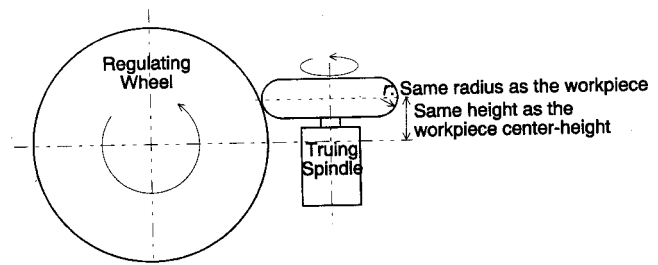 Regulating
Wheel
r: Same radius as the workpiece
Same height as the
workpiece center-height
Truing
Spindle